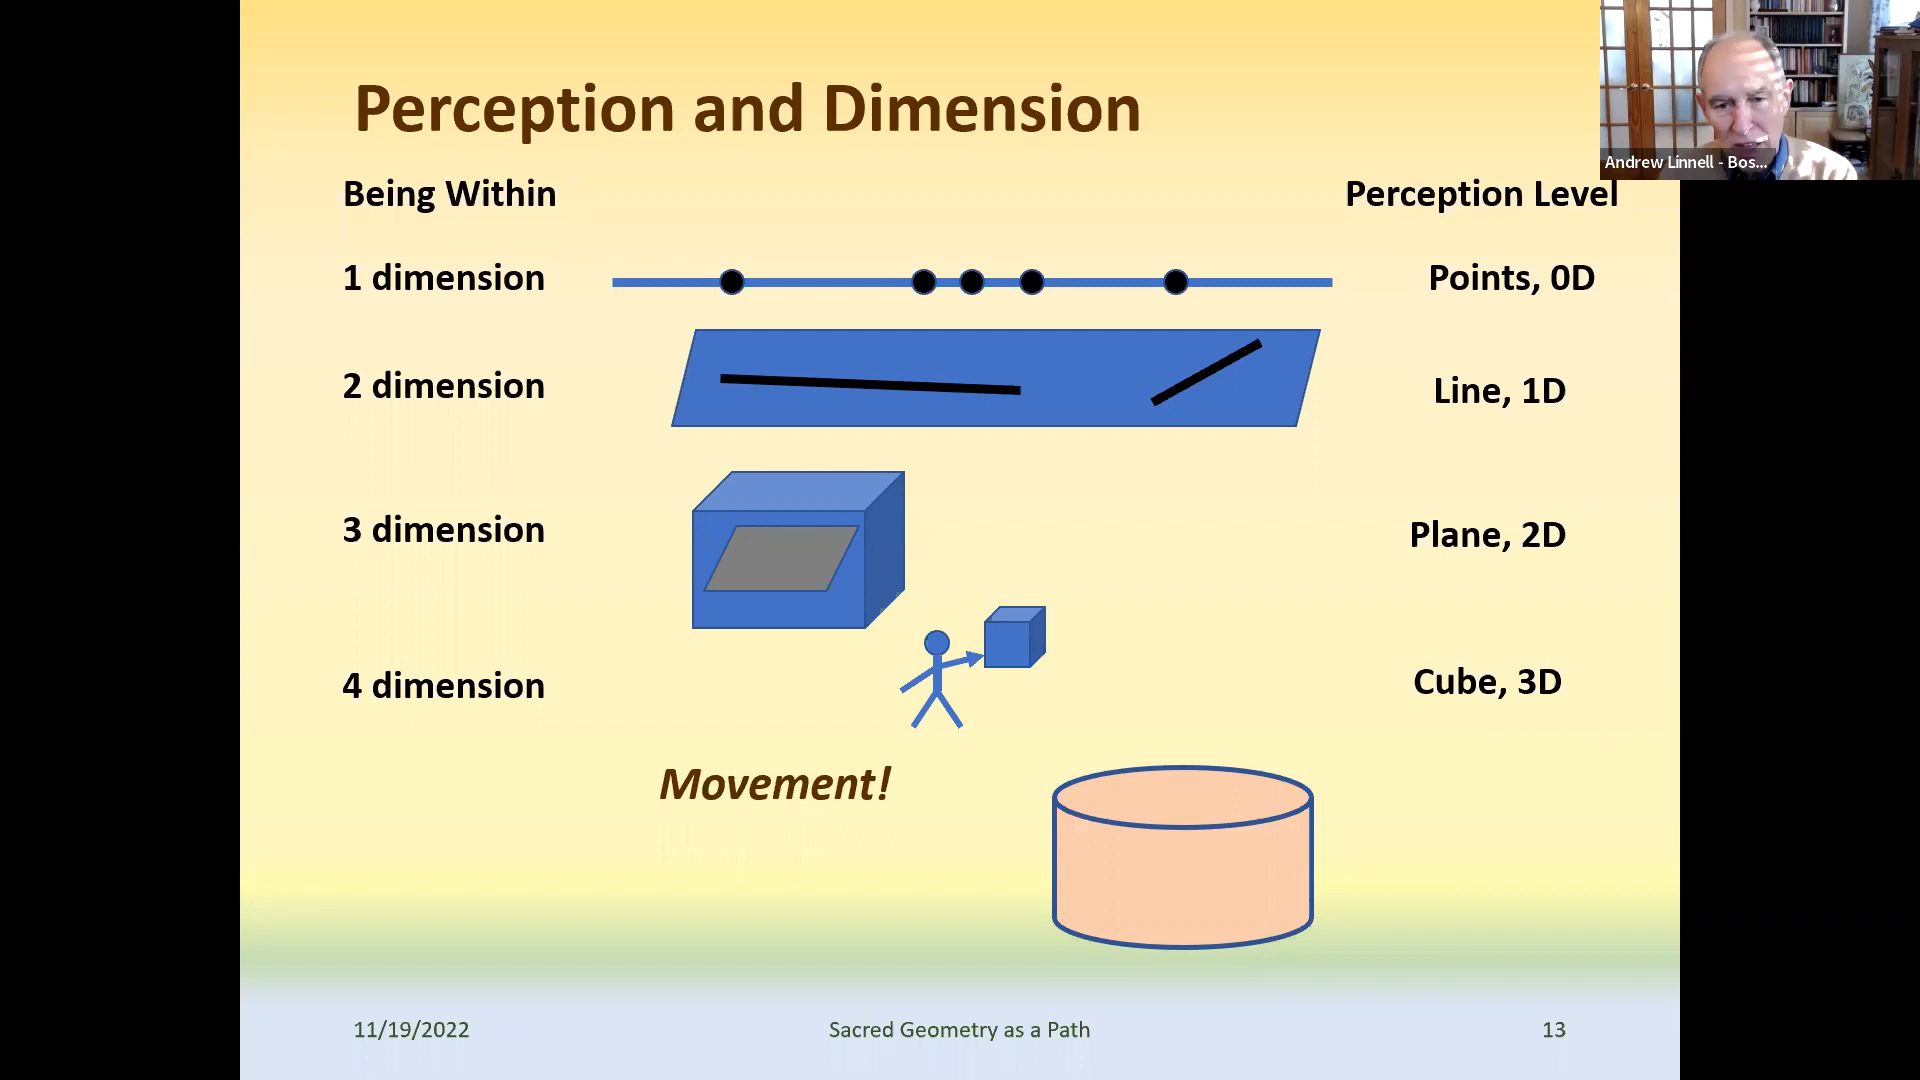 Perception and Dimension
Andrew Linnell - Bos...
Being Within
Perception Level
1 dimension
Points, 0D
2 dimension
Line, 1D
3 dimension
Plane, 2D
4 dimension
Cube, 3D
Movement!
11/19/2022
Sacred Geometry as a Path
13